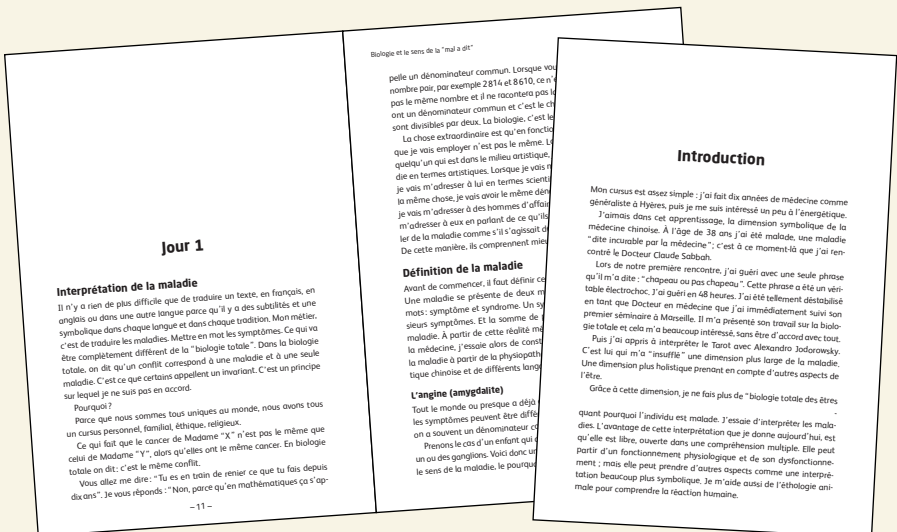 Jour 1
Interprétation de la maladie
Il n'y a rien de plus difficile que de traduire un texte, en français, en
anglais ou dans une autre langue parce qu'il y a des subtilités et une
symbolique dans chaque langue et dans chaque tradition. Mon métier,
c'est de traduire les maladies. Mettre en mot les symptômes. Ce qui va
être complètement différent de la "biologie totale". Dans la biologie
totale, on dit qu'un conflit correspond à une maladie et à une seule
maladie. C'est ce que certains appellent un invariant. C'est un principe
sur lequel je ne suis pas en accord.
Pourquoi ?
Parce que nous sommes tous uniques au monde, nous avons tous
un cursus personnel, familial, éthique, religieux.
Ce qui fait que le cancer de Madame "X" n'est pas le même que
celui de Madame "Y", alors qu'elles ont le même cancer. En biologie
totale on dit : c'est le même conflit.
Vous allez me dire : "Tu es en train de renier ce que tu fais depuis
dix ans". Je vous réponds : "Non, parce qu'en mathématiques ça s'ap-
– 11 –
Biologie et le sens de la "mal a dit"
pelle un dénominateur commun. Lorsque vou
nombre pair, par exemple 2814 et 8610, ce n'e
pas le même nombre et il ne racontera pas la
ont un dénominateur commun et c'est le ch
sont divisibles par deux. La biologie, c'est le
La chose extraordinaire est qu'en fonctio
que je vais employer n'est pas le même. Lo
quelqu'un qui est dans le milieu artistique,
die en termes artistiques. Lorsque je vais m
je vais m'adresser à lui en termes scienti
la même chose, je vais avoir le même dén
je vais m'adresser à des hommes d'affair
m'adresser à eux en parlant de ce qu'ils
ler de la maladie comme s'il s'agissait d
De cette manière, ils comprennent mieu
Définition de la maladie
Avant de commencer, il faut définir ce
Une maladie se présente de deux m
mots : symptôme et syndrome. Un sy
sieurs symptômes. Et la somme de p
maladie. À partir de cette réalité mé
la médecine, j'essaie alors de const
la maladie à partir de la physiopath
tique chinoise et de différents lang
L'angine (amygdalite)
Tout le monde ou presque a déjà
les symptômes peuvent être diffé
on a souvent un dénominateur co
Prenons le cas d'un enfant qui a
un ou des ganglions. Voici donc un
le sens de la maladie, le pourquo
Introduction
Mon cursus est assez simple : j'ai fait dix années de médecine comme
généraliste à Hyères, puis je me suis intéressé un peu à l'énergétique.
J'aimais dans cet apprentissage, la dimension symbolique de la
médecine chinoise. À l'âge de 38 ans j'ai été malade, une maladie
"dite incurable par la médecine" ; c'est à ce moment-là que j'ai ren-
contré le Docteur Claude Sabbah.
Lors de notre première rencontre, j'ai guéri avec une seule phrase
qu'il m'a dite : "chapeau ou pas chapeau". Cette phrase a été un véri-
table électrochoc. J'ai guéri en 48 heures. J'ai été tellement déstabilisé
en tant que Docteur en médecine que j'ai immédiatement suivi son
premier séminaire à Marseille. Il m'a présenté son travail sur la biolo-
gie totale et cela m'a beaucoup intéressé, sans être d'accord avec tout.
Puis j'ai appris à interpréter le Tarot avec Alexandro Jodorowsky.
C'est lui qui m'a "insufflé" une dimension plus large de la maladie.
Une dimension plus holistique prenant en compte d'autres aspects de
l'être.
Grâce à cette dimension, je ne fais plus de "biologie totale des êtres
-
quant pourquoi l'individu est malade. J'essaie d'interpréter les mala-
dies. L'avantage de cette interprétation que je donne aujourd'hui, est
qu'elle est libre, ouverte dans une compréhension multiple. Elle peut
partir d'un fonctionnement physiologique et de son dysfonctionne-
ment ; mais elle peut prendre d'autres aspects comme une interpré-
tation beaucoup plus symbolique. Je m'aide aussi de l'éthologie ani-
male pour comprendre la réaction humaine.